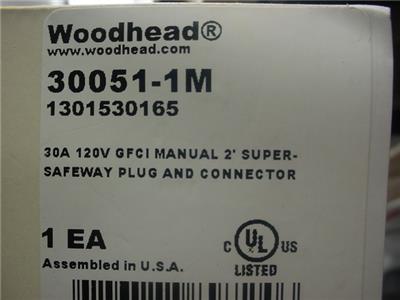 Woodhead®
www.woodhead.com
30051-1M
1301530165
30A 120V GFCI MANUAL 2' SUPER-
SAFEWAY PLUG AND CONNECTOR
1 EA
C UL US
Assembled in U.S.A.
LISTED